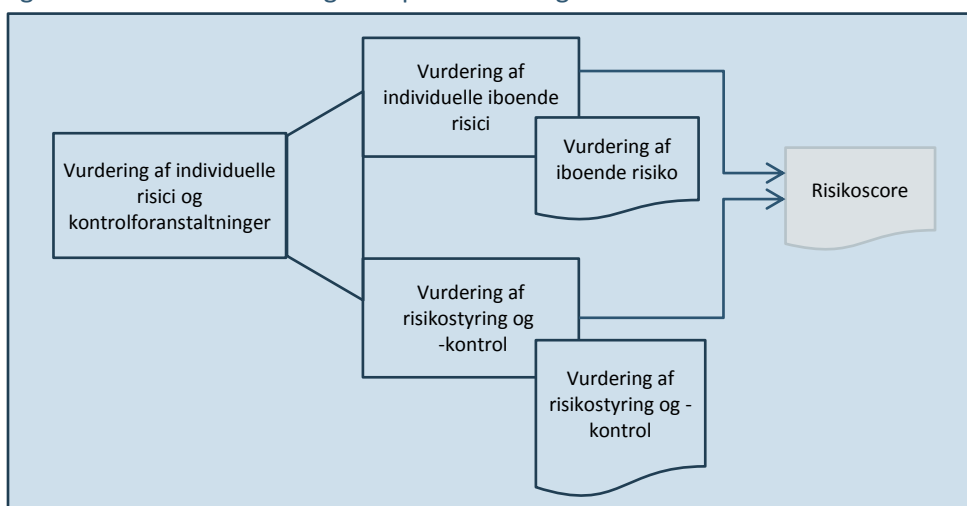 Vurdering af individuelle
risici og
kontrolforanstaltninger
Vurdering af
individuelle iboende
risici
Vurdering af
iboende risiko
Risikoscore
Vurdering af
risikostyring og
-kontrol
Vurdering af
risikostyring og -
kontrol